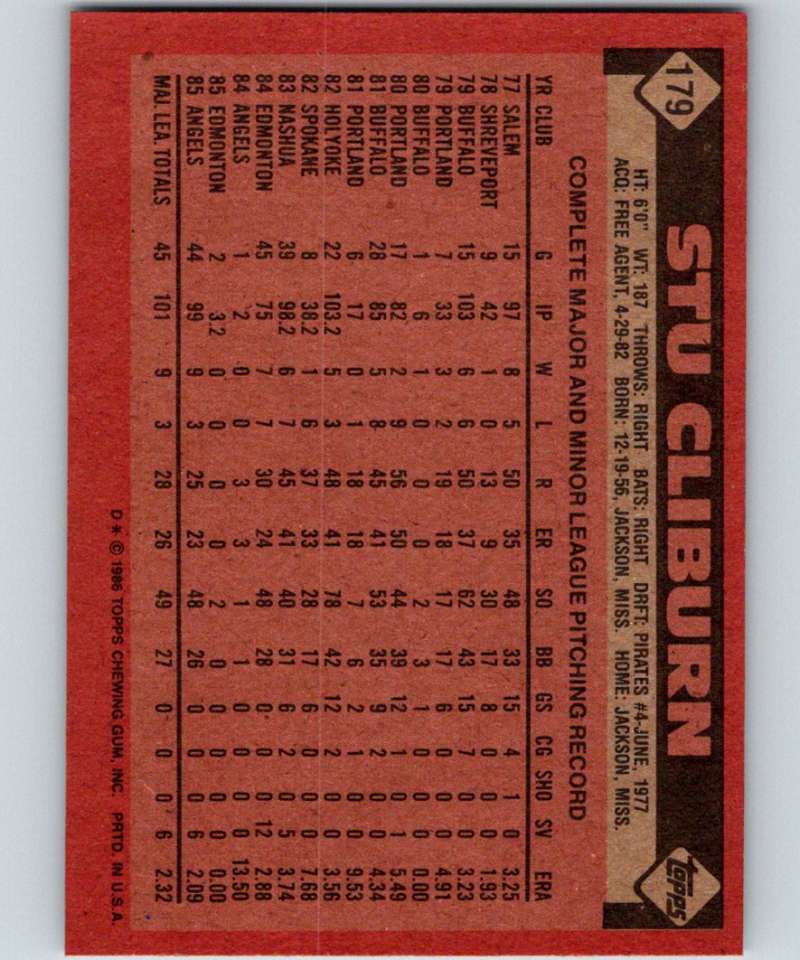 179
STU CLIBURN
topps
HT: 6'0" WT: 187 THROWS: RIGHT BATS: RIGHT DRFT: PIRATES #4-JUNE, 1977
ACQ: FREE AGENT, 4-29-82 BORN: 12-19-56, JACKSON, MISS. HOME: JACKSON, MISS.
COMPLETE MAJOR AND MINOR LEAGUE PITCHING RECORD
YR CLUB G IP W L R ER SO BB GS CG SHO SV ERA
77 SALEM 15 97 8 5 50 35 48 33 15 4 1 0 3.25
78 SHREVEPORT 9 42 1 0 13 9 30 17 8 0 0 0 1.93
79 BUFFALO 15 103 6 6 50 37 62 43 15 7 0 0 3.23
79 PORTLAND 7 33 3 2 19 18 17 17 6 0 0 0 4.91
80 BUFFALO 1 6 1 0 0 0 2 3 1 0 0 0 0.00
80 PORTLAND 17 82 2 9 56 50 44 39 12 1 0 1 5.49
81 BUFFALO 28 85 5 8 45 41 53 35 9 2 0 0 4.34
81 PORTLAND 6 17 0 1 18 18 7 6 2 1 0 0 9.53
82 HOLYOKE 22 103.2 5 3 48 41 78 42 12 2 0 0 3.56
82 SPOKANE 8 38.2 1 6 37 33 28 17 6 0 0 0 7.68
83 NASHUA 39 98.2 6 7 45 41 40 31 6 2 0 5 3.74
84 EDMONTON 45 75 7 7 30 24 48 28 0 0 0 12 2.88
84 ANGELS 1 2 0 0 3 3 1 1 0 0 0 0 13.50
85 EDMONTON 2 3.2 0 0 0 0 2 0 0 0 0 0 0.00
85 ANGELS 44 99 9 3 25 23 48 26 0 0 0 6 2.09
MAJ. LEA. TOTALS 45 101 9 3 28 26 49 27 0 0 0 6 2.32
D* © 1986 TOPPS CHEWING GUM, INC. PRTD. IN U.S.A.